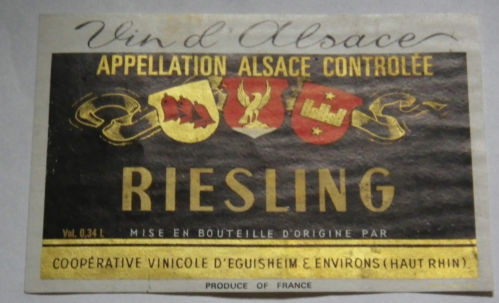 Vin d'Alsace
APPELLATION ALSACE CONTROLÉE
RIESLING
Vol. 0,34 l. MISE EN BOUTEILLE D'ORIGINE PAR
COOPÉRATIVE VINICOLE D'EGUISHEIM & ENVIRONS (HAUT RHIN)
PRODUCE OF FRANCE